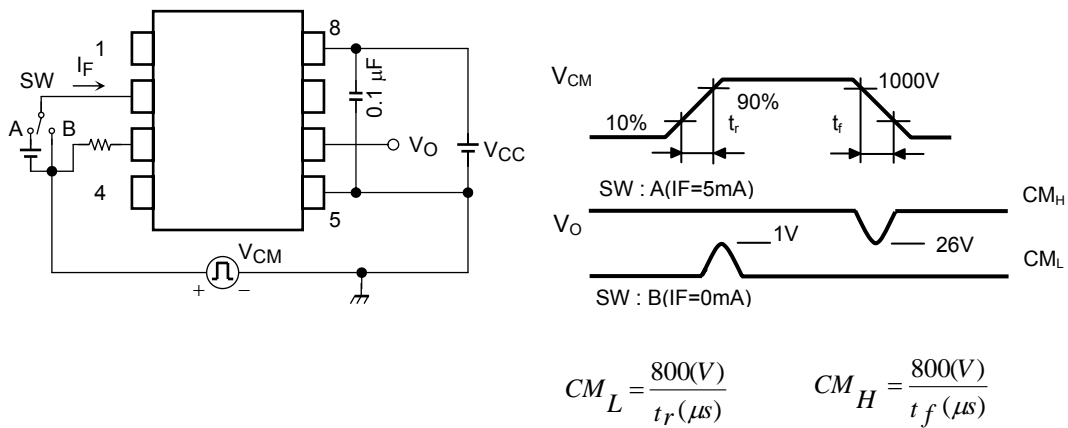 1
8
I_F
SW
A
B
0.1 μF
V_O
V_CC
4
5
V_CM
+
−
V_CM
1000V
90%
10%
t_r
t_f
SW : A(IF=5mA)
CM_H
V_O
1V
26V
CM_L
SW : B(IF=0mA)
CM_L = 800(V) / t_r(μs)
CM_H = 800(V) / t_f(μs)